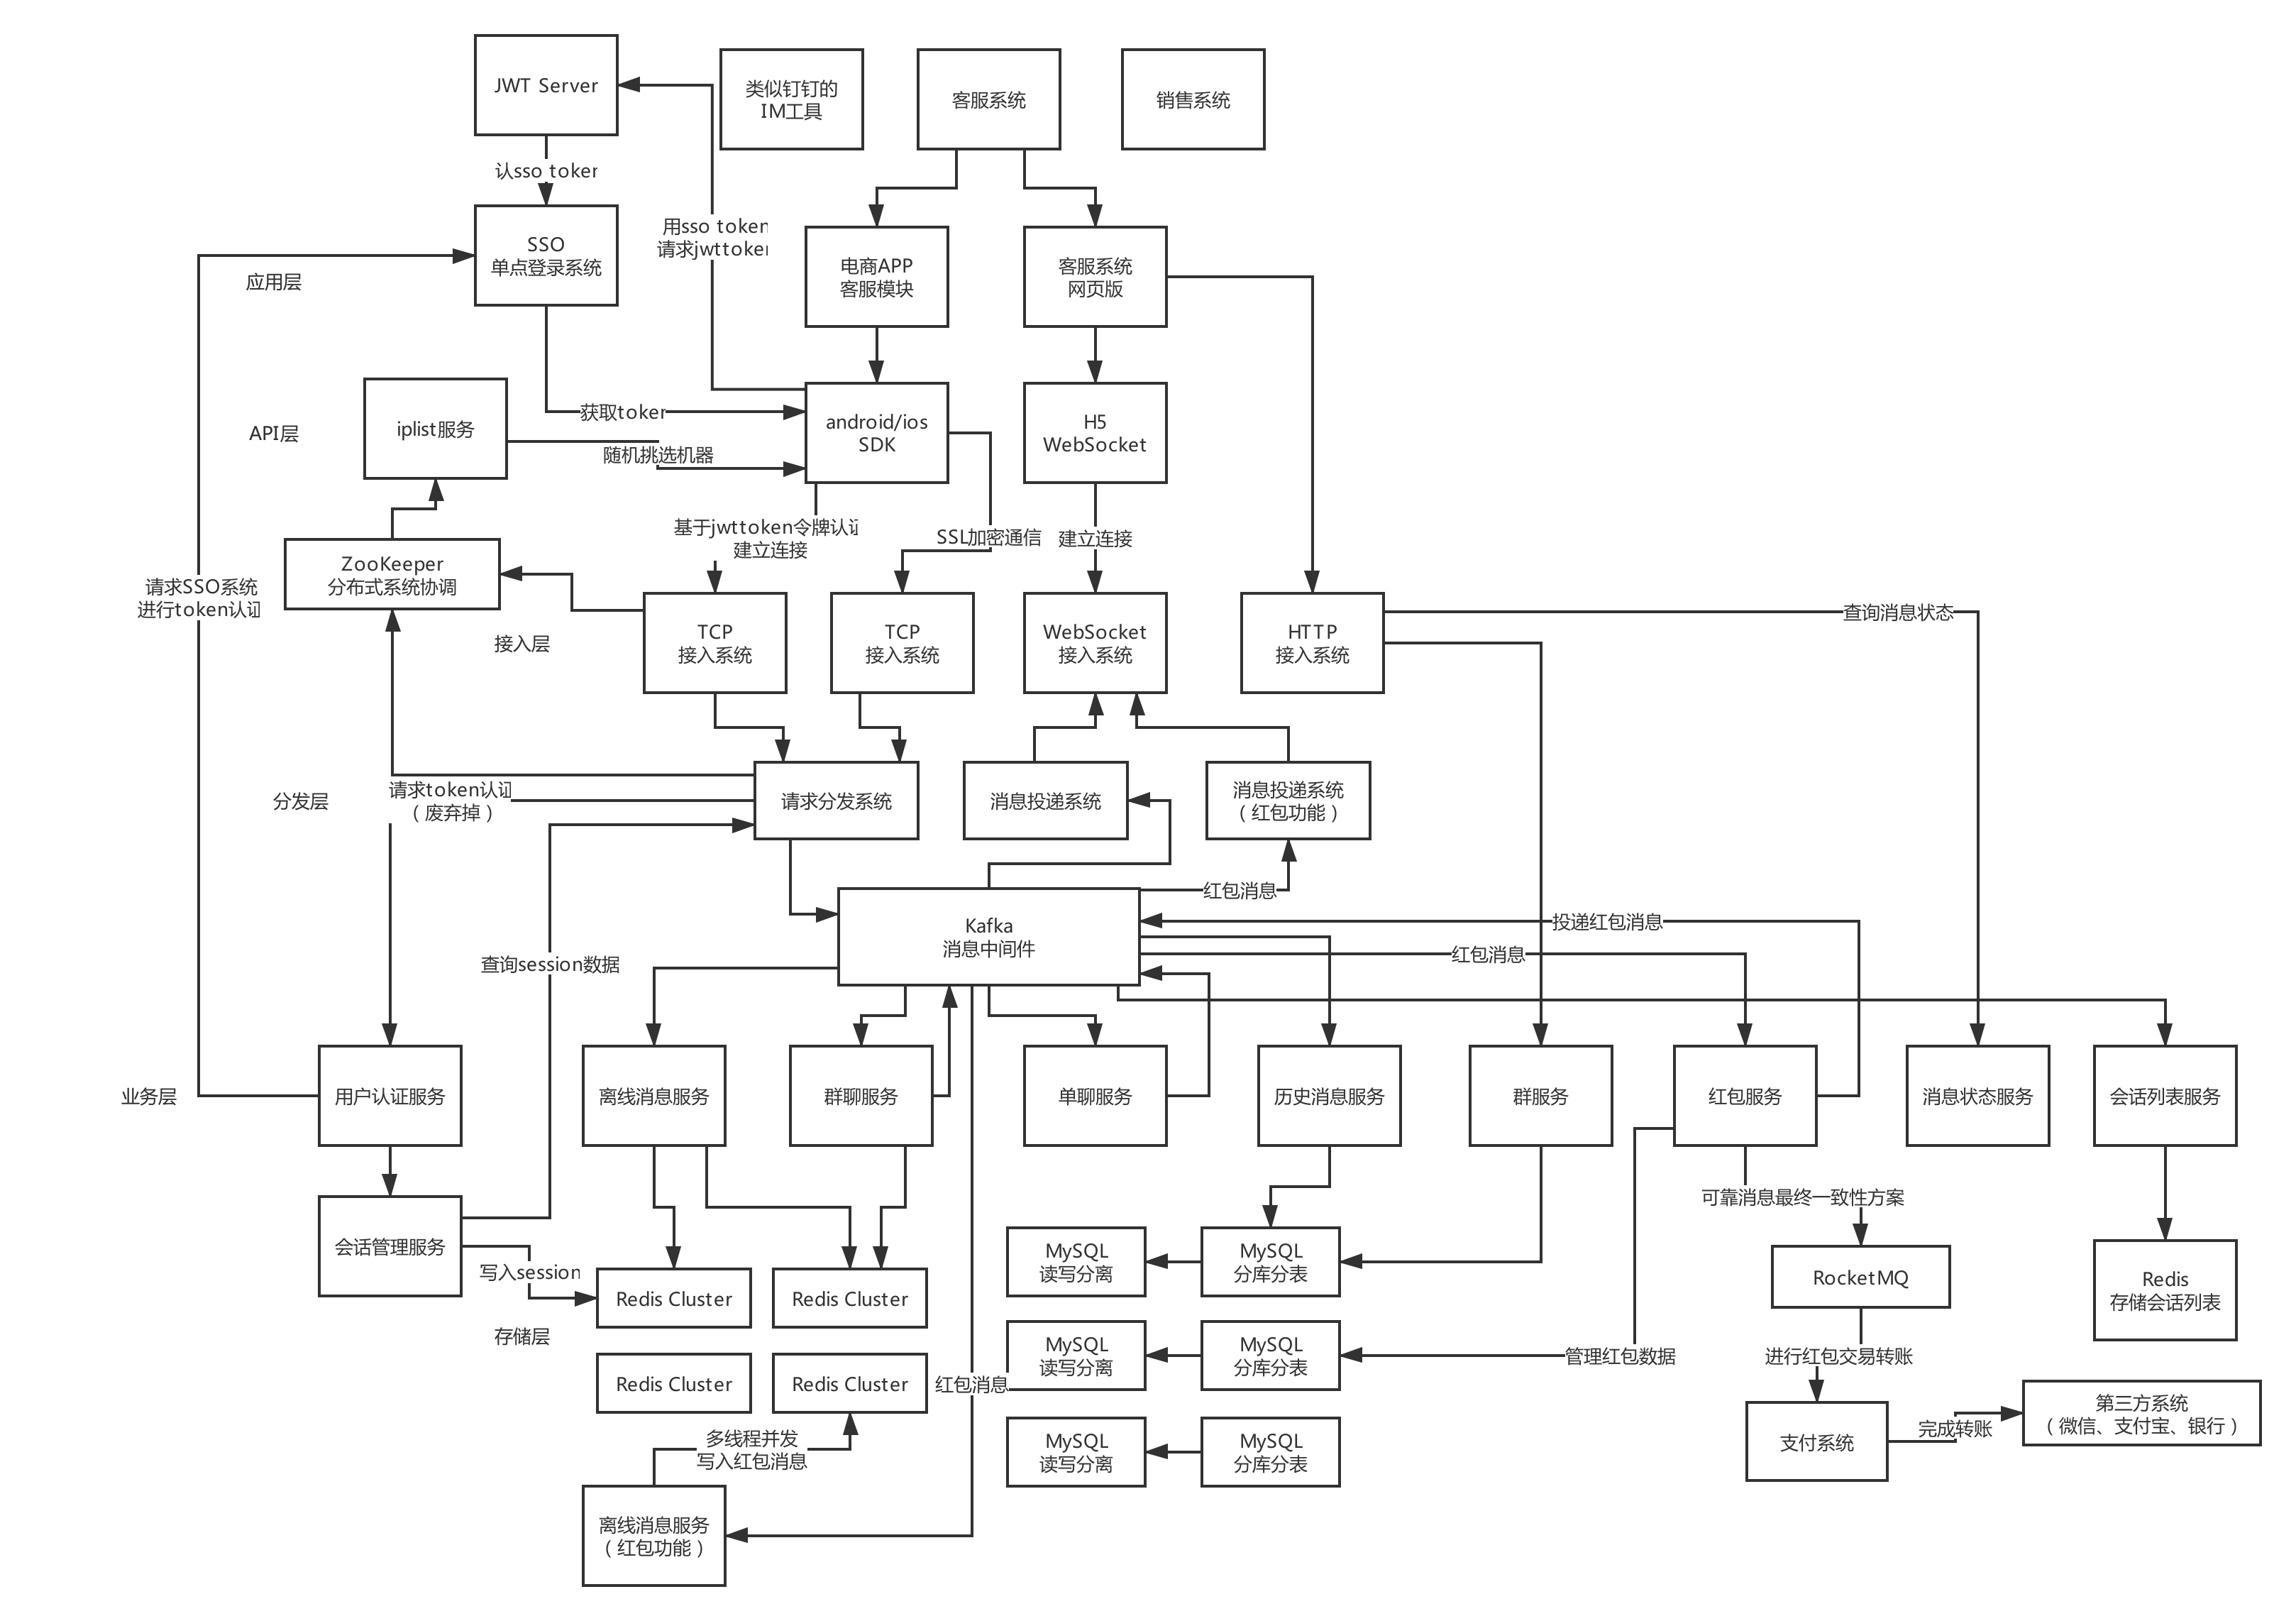 JWT Server
类似钉钉的
IM工具
客服系统
销售系统
认sso token
用sso token
请求jwttoken
SSO
单点登录系统
电商APP
客服模块
客服系统
网页版
应用层
获取token
iplist服务
API层
随机挑选机器
android/ios
SDK
H5
WebSocket
基于jwttoken令牌认证
建立连接
SSL加密通信
建立连接
ZooKeeper
分布式系统协调
请求SSO系统
进行token认证
接入层
TCP
接入系统
TCP
接入系统
WebSocket
接入系统
HTTP
接入系统
查询消息状态
分发层
请求token认证
（废弃掉）
请求分发系统
消息投递系统
消息投递系统
（红包功能）
红包消息
Kafka
消息中间件
投递红包消息
红包消息
查询session数据
业务层
用户认证服务
离线消息服务
群聊服务
单聊服务
历史消息服务
群服务
红包服务
消息状态服务
会话列表服务
会话管理服务
写入session
可靠消息最终一致性方案
Redis Cluster
Redis Cluster
MySQL
读写分离
MySQL
分库分表
RocketMQ
Redis
存储会话列表
存储层
Redis Cluster
Redis Cluster
红包消息
MySQL
读写分离
MySQL
分库分表
管理红包数据
进行红包交易转账
多线程并发
写入红包消息
MySQL
读写分离
MySQL
分库分表
支付系统
完成转账
第三方系统
（微信、支付宝、银行）
离线消息服务
（红包功能）